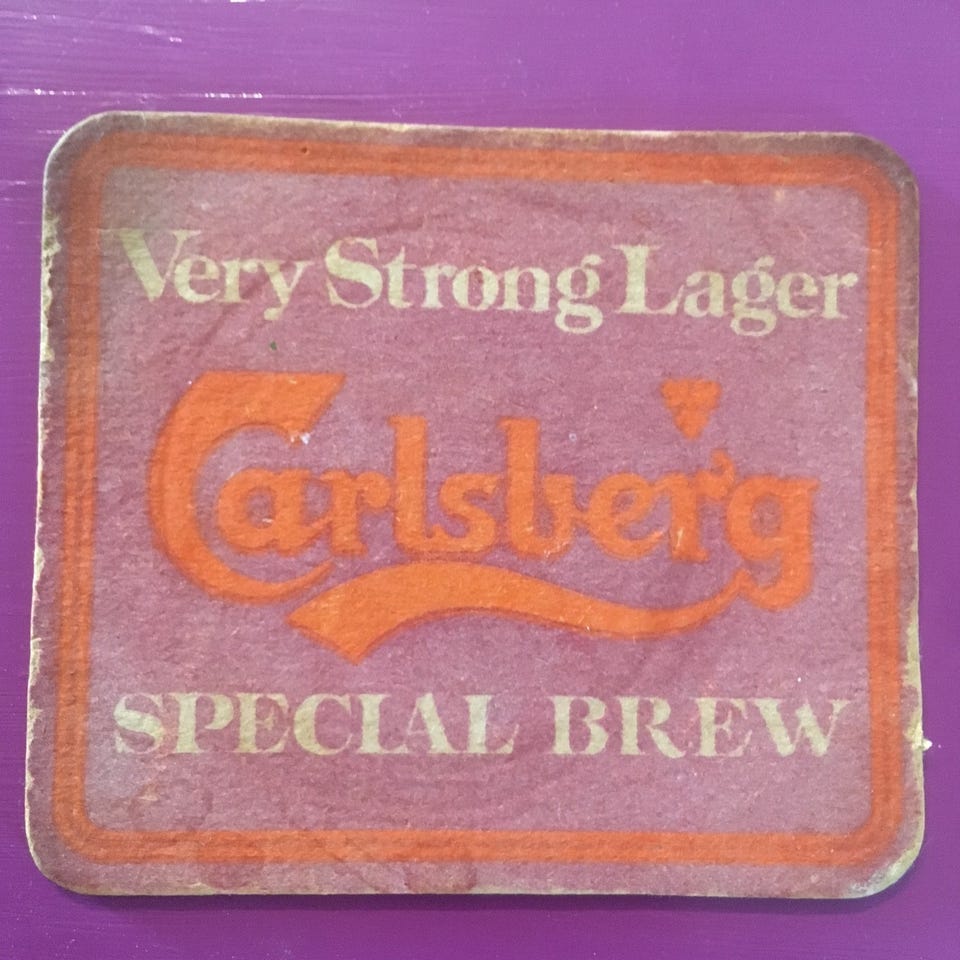 Very Strong Lager
Carlsberg
SPECIAL BREW